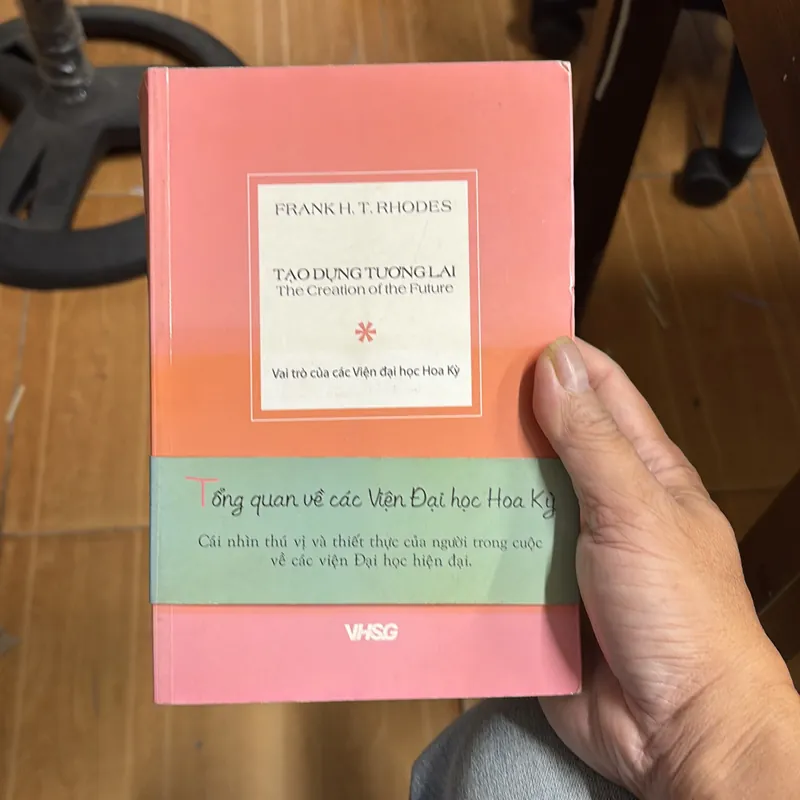 FRANK H. T. RHODES
TẠO DỰNG TƯƠNG LAI
The Creation of the Future
*
Vai trò của các Viện đại học Hoa Kỳ
Tổng quan về các Viện Đại học Hoa Kỳ
Cái nhìn thú vị và thiết thực của người trong cuộc
về các viện Đại học hiện đại.
VHSG